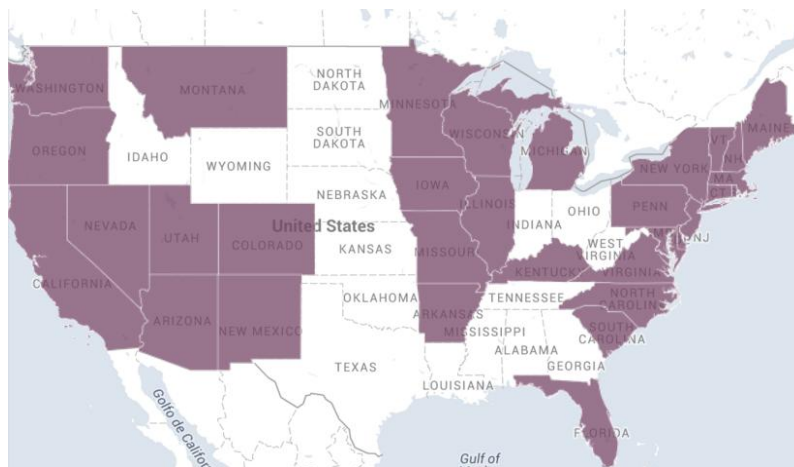 WASHINGTON
MONTANA
NORTH
DAKOTA
MINNESOTA
MAINE
OREGON
IDAHO
SOUTH
DAKOTA
WISCONSIN
MICHIGAN
VT
NH
NEW YORK
MA
CT
WYOMING
IOWA
NEBRASKA
PENN
NEVADA
UTAH
COLORADO
United States
KANSAS
ILLINOIS
INDIANA
OHIO
NJ
MISSOURI
WEST
VIRGINIA
VIRGINIA
KENTUCKY
CALIFORNIA
ARIZONA
NEW MEXICO
OKLAHOMA
ARKANSAS
TENNESSEE
NORTH
CAROLINA
MISSISSIPPI
SOUTH
CAROLINA
TEXAS
ALABAMA
GEORGIA
LOUISIANA
FLORIDA
Golfo de Califor
Gulf of